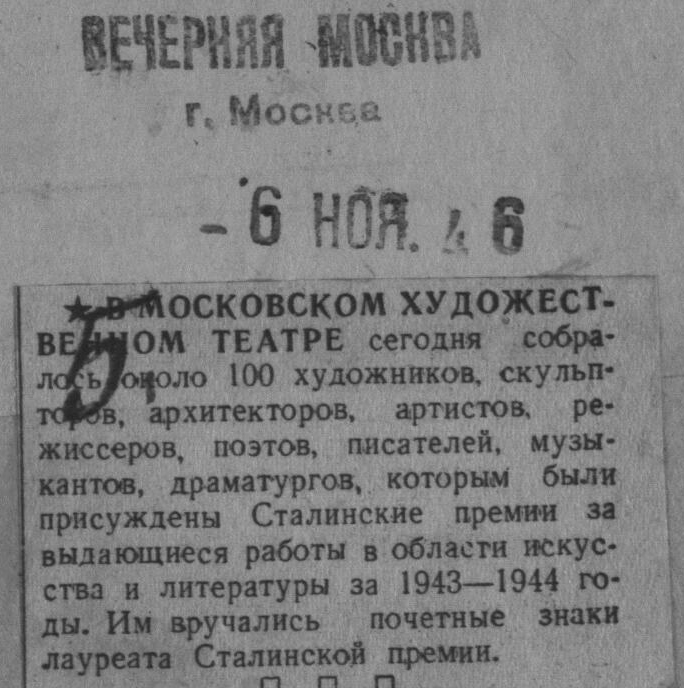 ВЕЧЕРНЯЯ МОСКВА
г. Москва
- 6 НОЯ. 46
★ В МОСКОВСКОМ ХУДОЖЕСТ-
ВЕННОМ ТЕАТРЕ сегодня собра-
лось около 100 художников, скульп-
торов, архитекторов, артистов, ре-
жиссеров, поэтов, писателей, музы-
кантов, драматургов, которым были
присуждены Сталинские премии за
выдающиеся работы в области искус-
ства и литературы за 1943—1944 го-
ды. Им вручались почетные знаки
лауреата Сталинской премии.